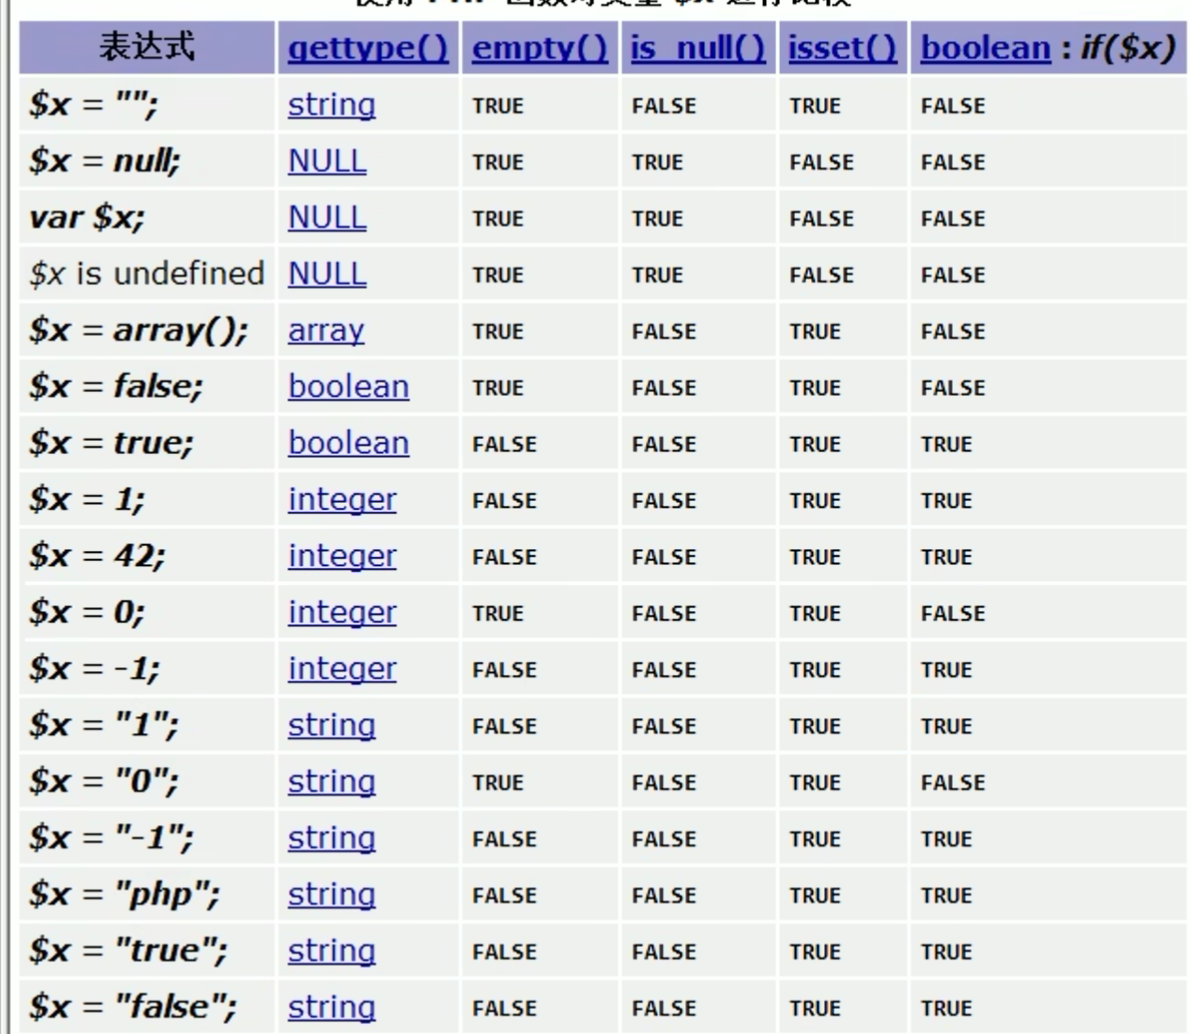 表达式 gettype() empty() is_null() isset() boolean : if($x)
$x = ""; string TRUE FALSE TRUE FALSE
$x = null; NULL TRUE TRUE FALSE FALSE
var $x; NULL TRUE TRUE FALSE FALSE
$x is undefined NULL TRUE TRUE FALSE FALSE
$x = array(); array TRUE FALSE TRUE FALSE
$x = false; boolean TRUE FALSE TRUE FALSE
$x = true; boolean FALSE FALSE TRUE TRUE
$x = 1; integer FALSE FALSE TRUE TRUE
$x = 42; integer FALSE FALSE TRUE TRUE
$x = 0; integer TRUE FALSE TRUE FALSE
$x = -1; integer FALSE FALSE TRUE TRUE
$x = "1"; string FALSE FALSE TRUE TRUE
$x = "0"; string TRUE FALSE TRUE FALSE
$x = "-1"; string FALSE FALSE TRUE TRUE
$x = "php"; string FALSE FALSE TRUE TRUE
$x = "true"; string FALSE FALSE TRUE TRUE
$x = "false"; string FALSE FALSE TRUE TRUE